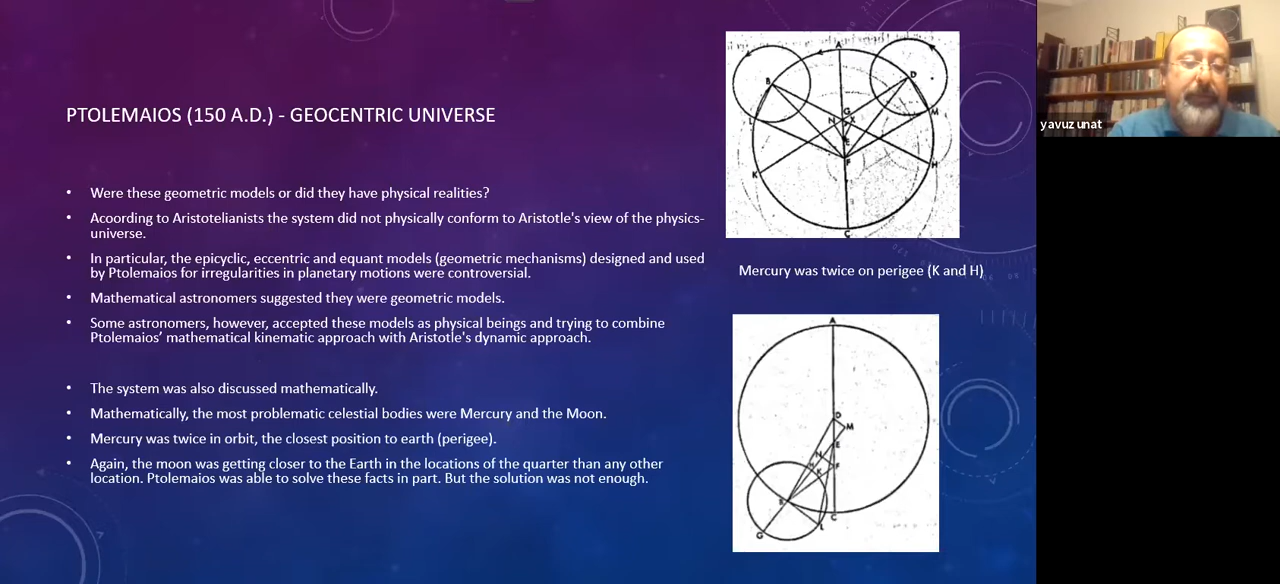 PTOLEMAIOS (150 A.D.) - GEOCENTRIC UNIVERSE
• Were these geometric models or did they have physical realities?
• Acoording to Aristotelianists the system did not physically conform to Aristotle's view of the physics-
universe.
• In particular, the epicyclic, eccentric and equant models (geometric mechanisms) designed and used
by Ptolemaios for irregularities in planetary motions were controversial.
• Mathematical astronomers suggested they were geometric models.
• Some astronomers, however, accepted these models as physical beings and trying to combine
Ptolemaios' mathematical kinematic approach with Aristotle's dynamic approach.
• The system was also discussed mathematically.
• Mathematically, the most problematic celestial bodies were Mercury and the Moon.
• Mercury was twice in orbit, the closest position to earth (perigee).
• Again, the moon was getting closer to the Earth in the locations of the quarter than any other
location. Ptolemaios was able to solve these facts in part. But the solution was not enough.
A
B
D
G
L
N
M
E
F
H
K
C
Mercury was twice on perigee (K and H)
A
D
M
E
N
F
K
C
L
G
yavuz unat